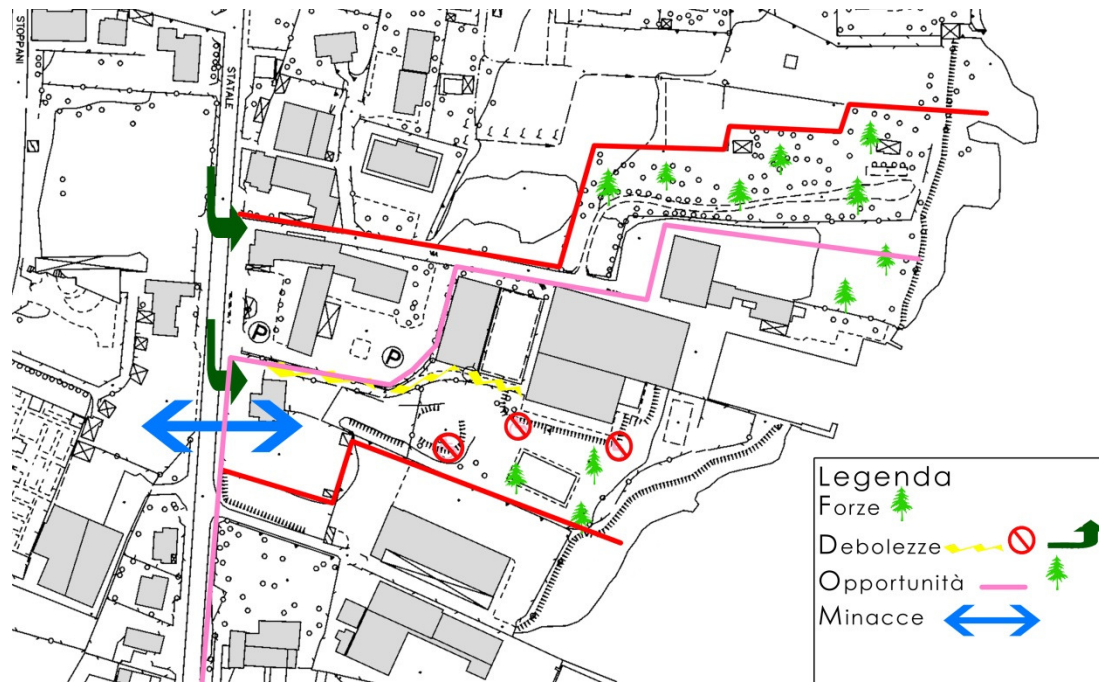 STOPPANI
STATALE
P
P
Legenda
Forze
Debolezze
Opportunità
Minacce